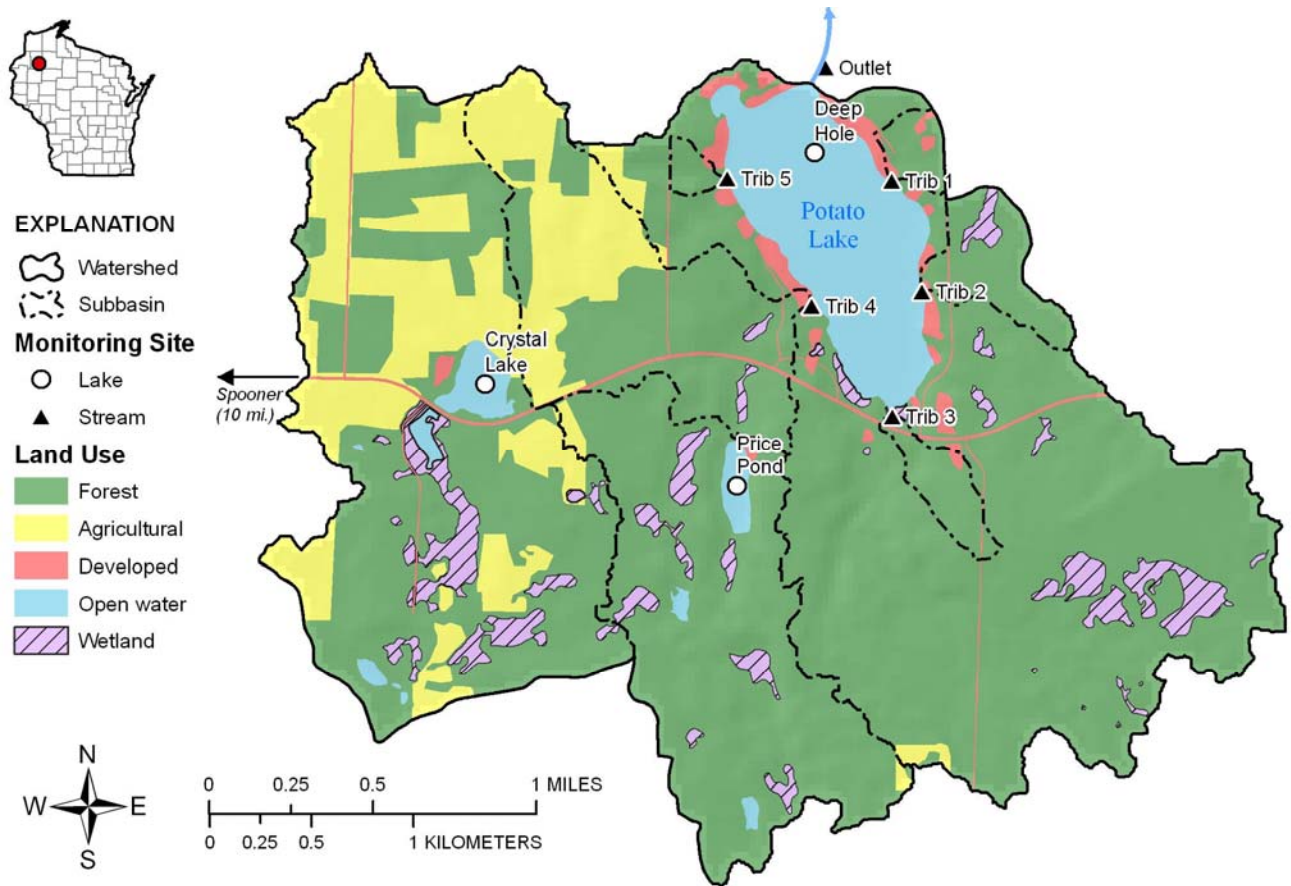 EXPLANATION
Watershed
Subbasin
Monitoring Site
Lake
Stream
Land Use
Forest
Agricultural
Developed
Open water
Wetland
N
W
E
S
0
0.25
0.5
1 MILES
0
0.25
0.5
1 KILOMETERS
Outlet
Deep
Hole
Trib 5
Trib 1
Potato
Lake
Trib 2
Trib 4
Crystal
Lake
Spooner
(10 mi.)
Trib 3
Price
Pond